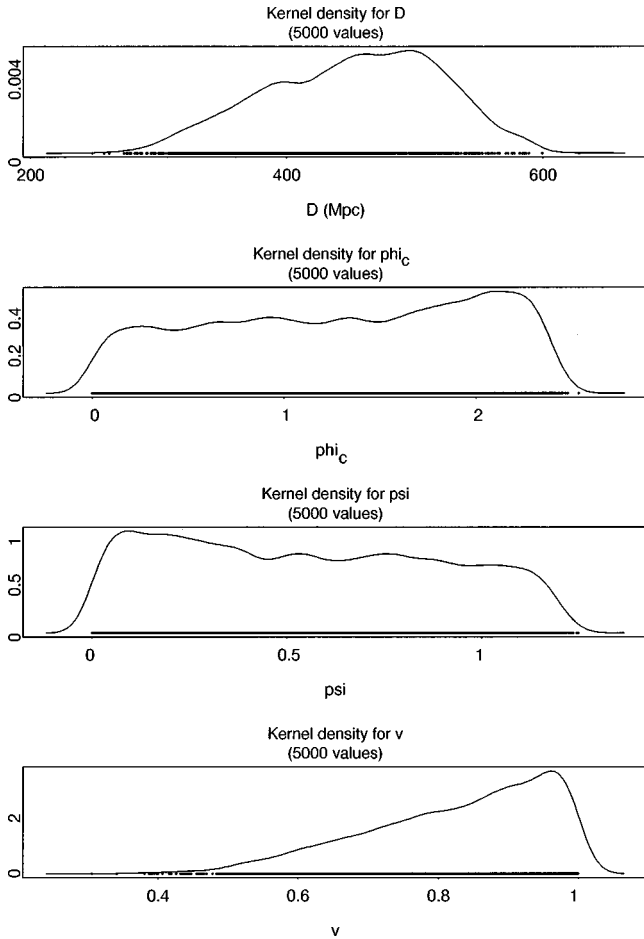 Kernel density for D
(5000 values)
0.004
0
200 400 600
D (Mpc)
Kernel density for phic
(5000 values)
0.4
0.2
0
0 1 2
phic
Kernel density for psi
(5000 values)
1
0.5
0
0 0.5 1
psi
Kernel density for v
(5000 values)
2
0
0.4 0.6 0.8 1
v